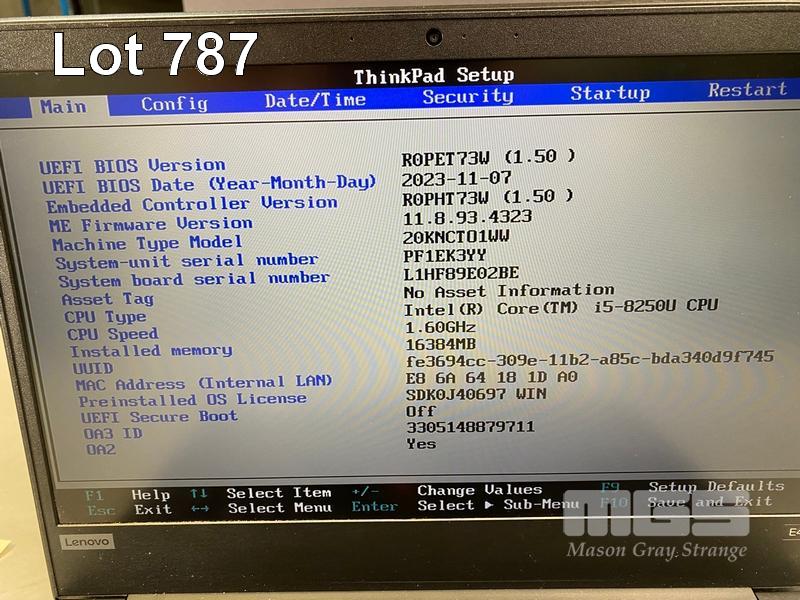 Lot 787
ThinkPad Setup
Main Config Date/Time Security Startup Restart
UEFI BIOS Version R0PET73W (1.50 )
UEFI BIOS Date (Year-Month-Day) 2023-11-07
Embedded Controller Version R0PHT73W (1.50 )
ME Firmware Version 11.8.93.4323
Machine Type Model 20KNCTO1WW
System-unit serial number PF1EK3YY
System board serial number L1HF89E02BE
Asset Tag No Asset Information
CPU Type Intel(R) Core(TM) i5-8250U CPU
CPU Speed 1.60GHz
Installed memory 16384MB
UUID fe3694cc-309e-11b2-a85c-bda340d9f745
MAC Address (Internal LAN) E8 6A 64 18 1D A0
Preinstalled OS License SDK0J40697 WIN
UEFI Secure Boot Off
OA3 ID 3305148879711
OA2 Yes
F1 Help ↑↓ Select Item +/- Change Values F9 Setup Defaults
Esc Exit ←→ Select Menu Enter Select ▶ Sub-Menu F10 Save and Exit
MGS
Lenovo
Mason Gray Strange